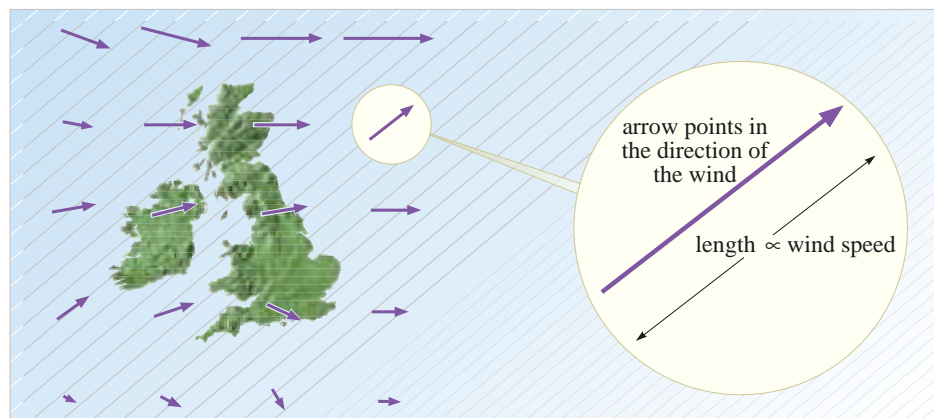 arrow points in
the direction of
the wind
length ∝ wind speed